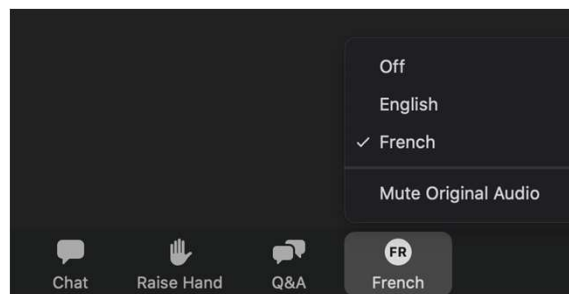 Off
English
French
Mute Original Audio
FR
Chat
Raise Hand
Q&A
French